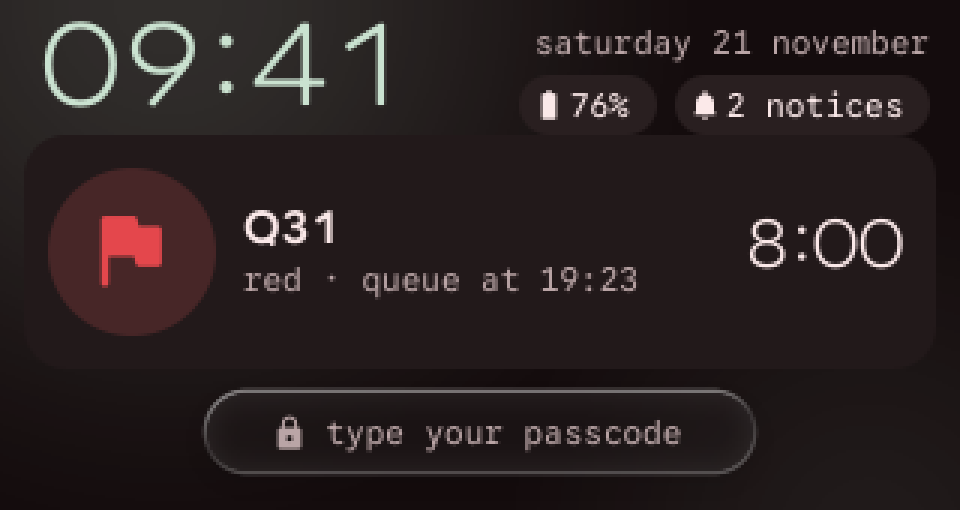 09:41
saturday 21 november
76%
2 notices
Q31
red · queue at 19:23
8:00
type your passcode